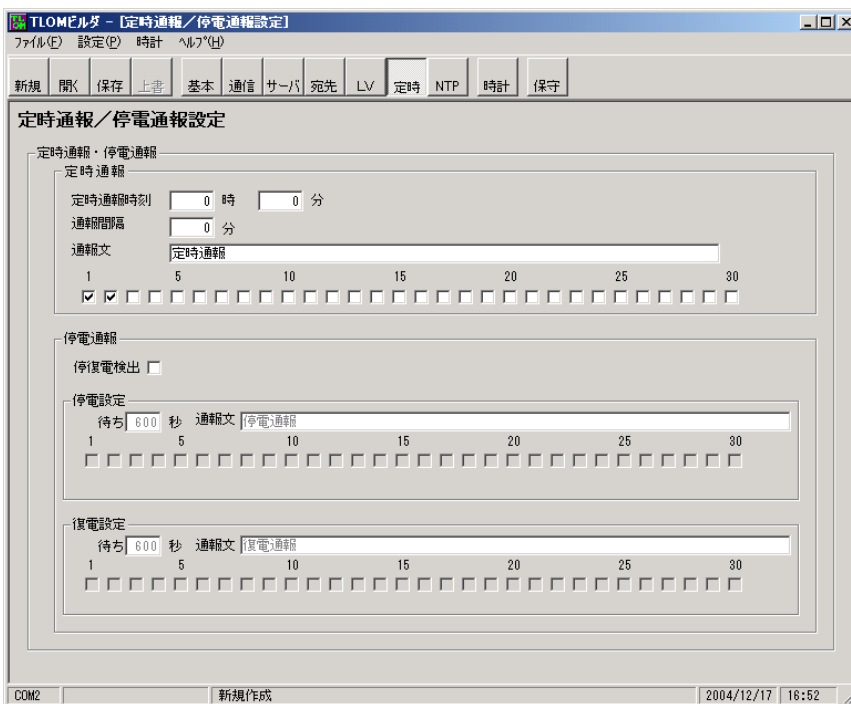 TLOMビルダ - [定時通報／停電通報設定]
ファイル(F) 設定(P) 時計 ヘルプ(H)
新規 開く 保存 上書 基本 通信 サーバ 宛先 LV 定時 NTP 時計 保守
定時通報／停電通報設定
定時通報・停電通報
定時通報
定時通報時刻 0 時 0 分
通報間隔 0 分
通報文 定時通報
1 5 10 15 20 25 30
停電通報
停復電検出
停電設定
待ち 600 秒 通報文 停電通報
1 5 10 15 20 25 30
復電設定
待ち 600 秒 通報文 復電通報
1 5 10 15 20 25 30
COM2 新規作成 2004/12/17 16:52